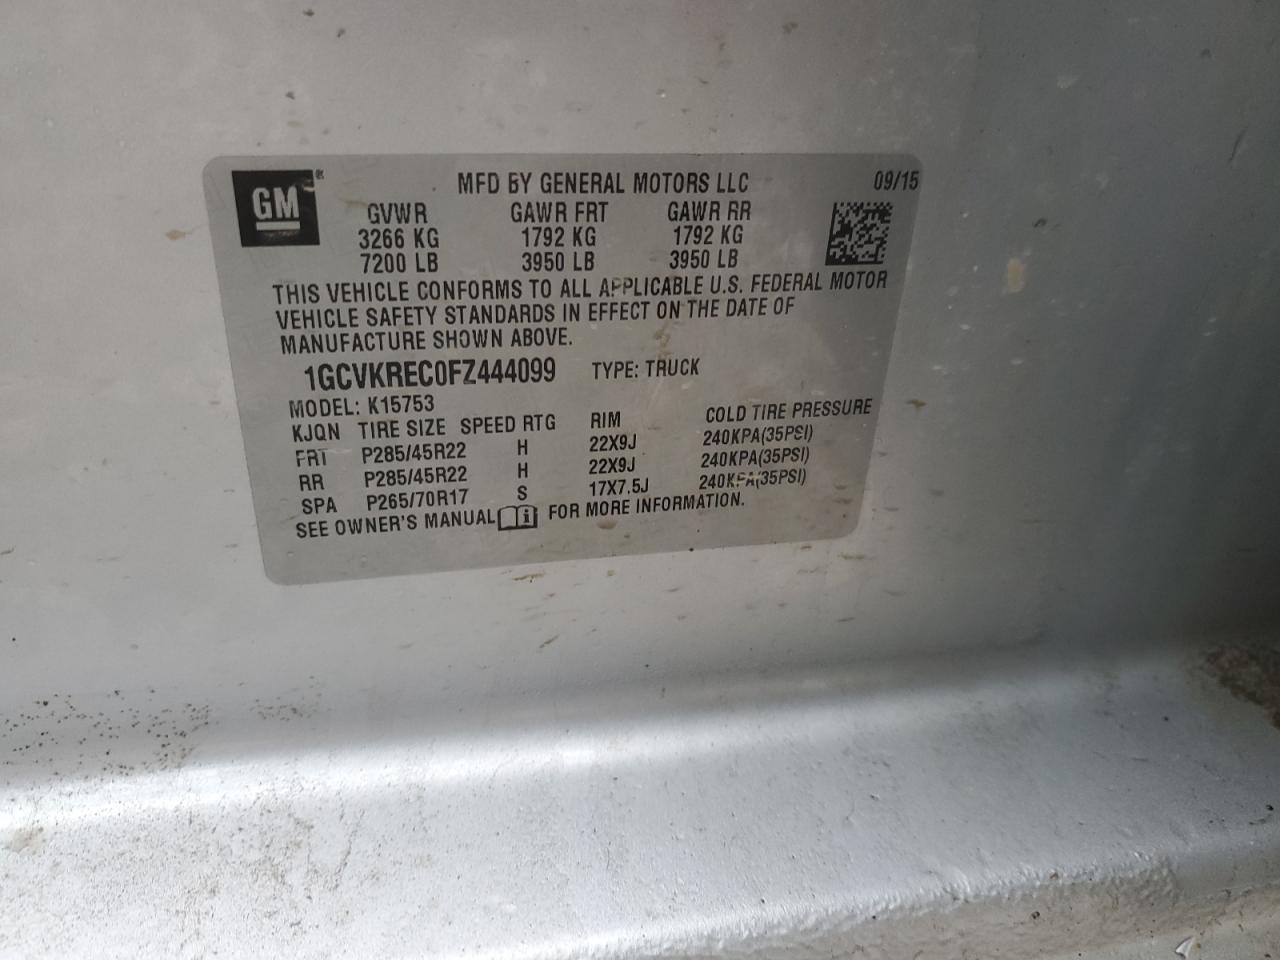 GM® MFD BY GENERAL MOTORS LLC 09/15
GVWR GAWR FRT GAWR RR
3266 KG 1792 KG 1792 KG
7200 LB 3950 LB 3950 LB
THIS VEHICLE CONFORMS TO ALL APPLICABLE U.S. FEDERAL MOTOR
VEHICLE SAFETY STANDARDS IN EFFECT ON THE DATE OF
MANUFACTURE SHOWN ABOVE.
1GCVKREC0FZ444099 TYPE: TRUCK
MODEL: K15753
KJQN TIRE SIZE SPEED RTG RIM COLD TIRE PRESSURE
FRT P285/45R22 H 22X9J 240KPA(35PSI)
RR P285/45R22 H 22X9J 240KPA(35PSI)
SPA P265/70R17 S 17X7.5J 240KPA(35PSI)
SEE OWNER'S MANUAL i FOR MORE INFORMATION.